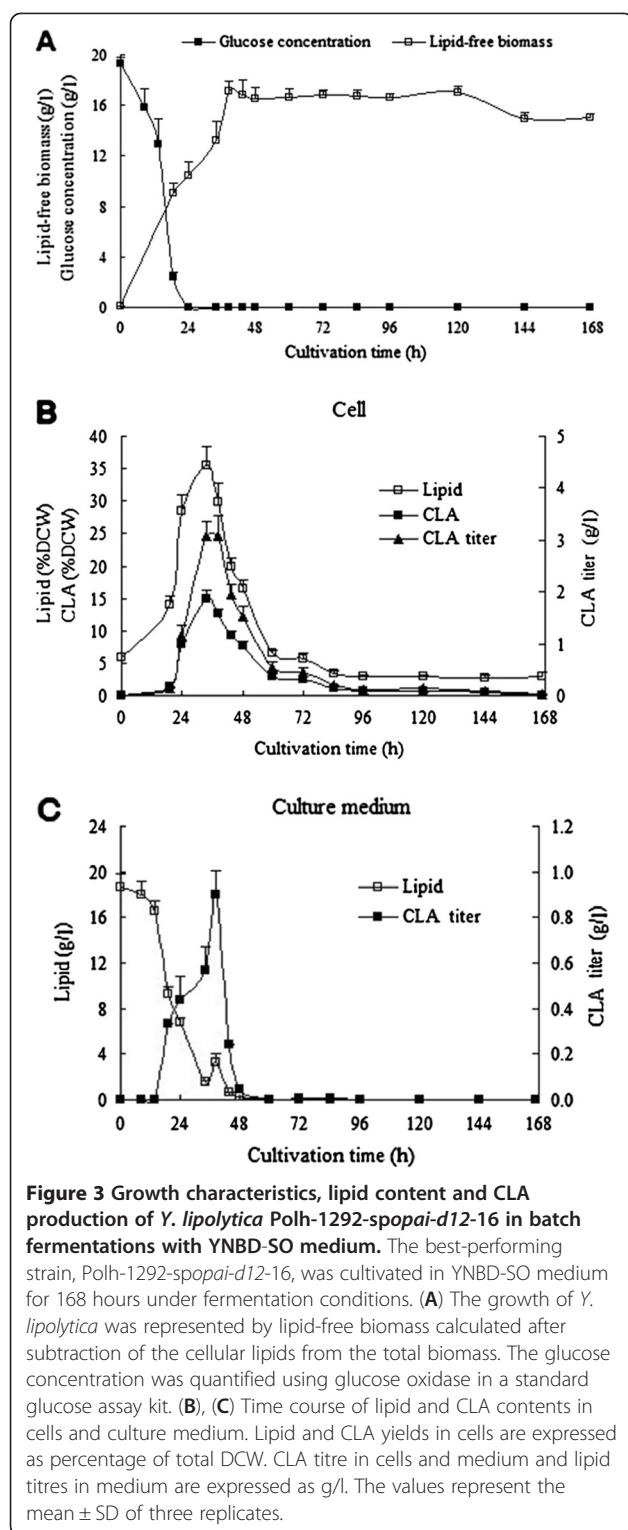 A
Glucose concentration
Lipid-free biomass
Lipid-free biomass (g/l)
Glucose concentration (g/l)
20
16
12
8
4
0
0 24 48 72 96 120 144 168
Cultivation time (h)
B
Cell
Lipid (%DCW)
CLA (%DCW)
40
35
30
25
20
15
10
5
0
Lipid
CLA
CLA titer
5
4
3
2
1
0
CLA titer (g/l)
0 24 48 72 96 120 144 168
Cultivation time (h)
C
Culture medium
Lipid (g/l)
24
20
16
12
8
4
0
Lipid
CLA titer
1.2
1.0
0.8
0.6
0.4
0.2
0.0
CLA titer (g/l)
0 24 48 72 96 120 144 168
Cultivation time (h)
Figure 3 Growth characteristics, lipid content and CLA
production of Y. lipolytica Polh-1292-spopai-d12-16 in batch
fermentations with YNBD-SO medium. The best-performing
strain, Polh-1292-spopai-d12-16, was cultivated in YNBD-SO medium
for 168 hours under fermentation conditions. (A) The growth of Y.
lipolytica was represented by lipid-free biomass calculated after
subtraction of the cellular lipids from the total biomass. The glucose
concentration was quantified using glucose oxidase in a standard
glucose assay kit. (B), (C) Time course of lipid and CLA contents in
cells and culture medium. Lipid and CLA yields in cells are expressed
as percentage of total DCW. CLA titre in cells and medium and lipid
titres in medium are expressed as g/l. The values represent the
mean ± SD of three replicates.